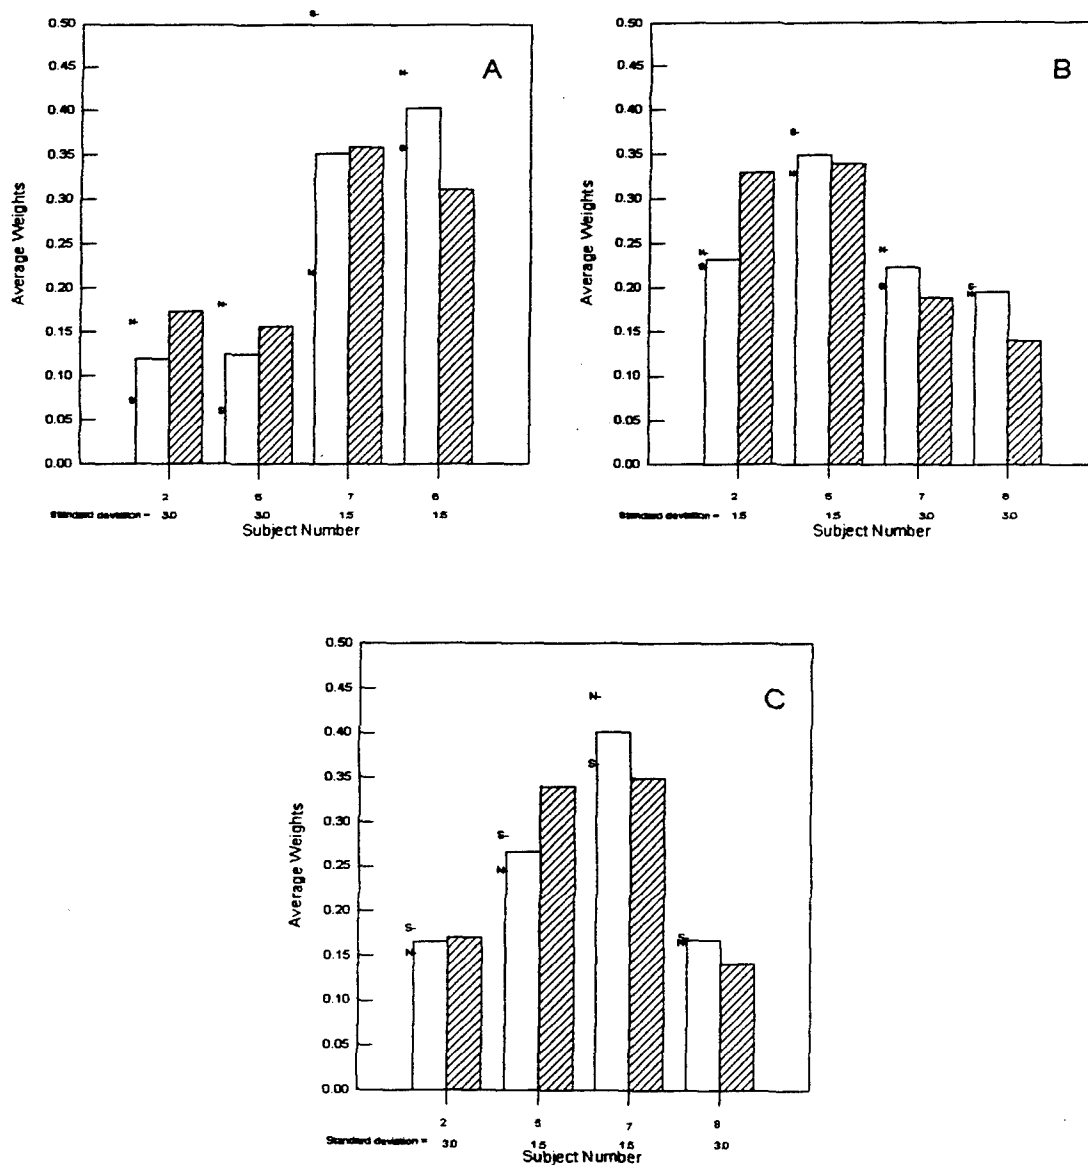 A
Average Weights
0.50
0.45
0.40
0.35
0.30
0.25
0.20
0.15
0.10
0.05
0.00
S-
N-
N-
S
N-
S
N
S
2 5 7 8
Standard deviation = 3.0 3.0 1.5 1.5
Subject Number
B
Average Weights
0.50
0.45
0.40
0.35
0.30
0.25
0.20
0.15
0.10
0.05
0.00
S-
N
N-
S
N-
S
S-
N
2 5 7 8
Standard deviation = 1.5 1.5 3.0 3.0
Subject Number
C
Average Weights
0.50
0.45
0.40
0.35
0.30
0.25
0.20
0.15
0.10
0.05
0.00
N-
S
S-
N
S-
N
S
N
2 5 7 8
Standard deviation = 3.0 1.5 1.5 3.0
Subject Number